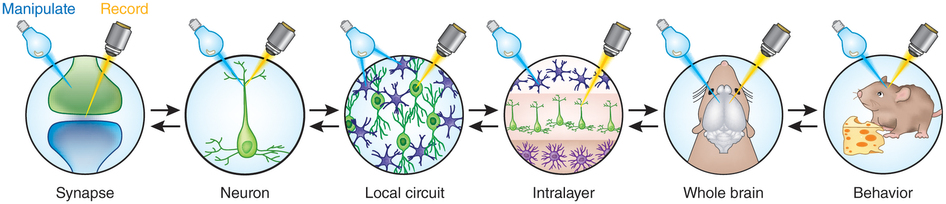 Manipulate Record
Synapse
Neuron
Local circuit
Intralayer
Whole brain
Behavior